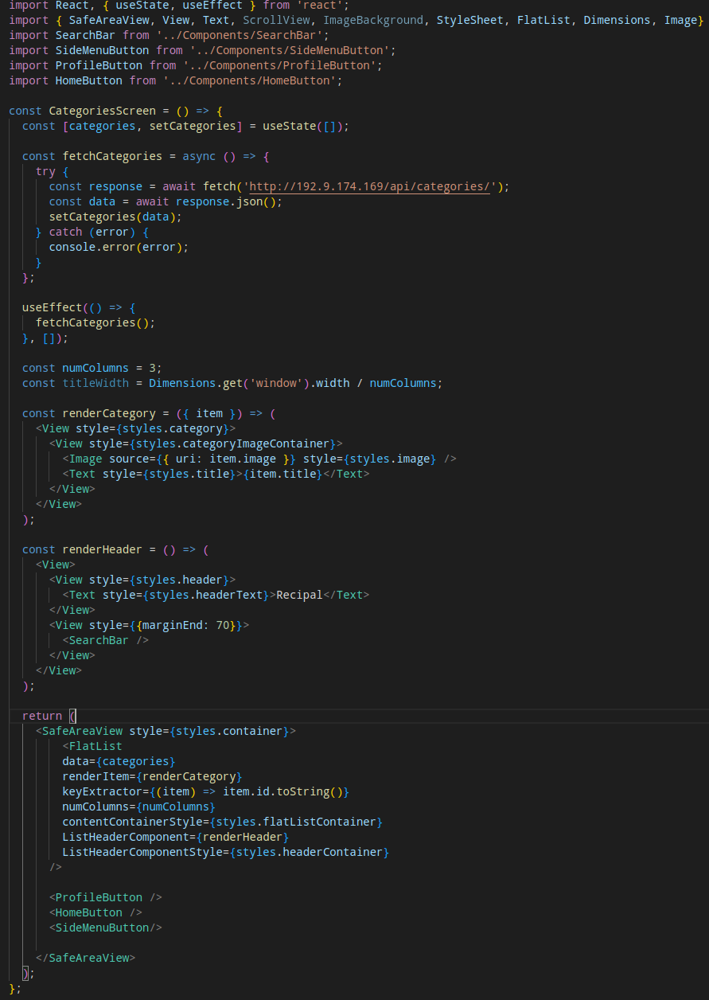 import React, { useState, useEffect } from 'react';
import { SafeAreaView, View, Text, ScrollView, ImageBackground, StyleSheet, FlatList, Dimensions, Image}
import SearchBar from '../Components/SearchBar';
import SideMenuButton from '../Components/SideMenuButton';
import ProfileButton from '../Components/ProfileButton';
import HomeButton from '../Components/HomeButton';

const CategoriesScreen = () => {
  const [categories, setCategories] = useState([]);

  const fetchCategories = async () => {
    try {
      const response = await fetch('http://192.9.174.169/api/categories/');
      const data = await response.json();
      setCategories(data);
    } catch (error) {
      console.error(error);
    }
  };

  useEffect(() => {
    fetchCategories();
  }, []);

  const numColumns = 3;
  const titleWidth = Dimensions.get('window').width / numColumns;

  const renderCategory = ({ item }) => (
    <View style={styles.category}>
      <View style={styles.categoryImageContainer}>
        <Image source={{ uri: item.image }} style={styles.image} />
        <Text style={styles.title}>{item.title}</Text>
      </View>
    </View>
  );

  const renderHeader = () => (
    <View>
      <View style={styles.header}>
        <Text style={styles.headerText}>Recipal</Text>
      </View>
      <View style={{marginEnd: 70}}>
        <SearchBar />
      </View>
    </View>
  );

  return (
    <SafeAreaView style={styles.container}>
        <FlatList
        data={categories}
        renderItem={renderCategory}
        keyExtractor={(item) => item.id.toString()}
        numColumns={numColumns}
        contentContainerStyle={styles.flatListContainer}
        ListHeaderComponent={renderHeader}
        ListHeaderComponentStyle={styles.headerContainer}
      />

      <ProfileButton />
      <HomeButton />
      <SideMenuButton/>

    </SafeAreaView>
  );
};